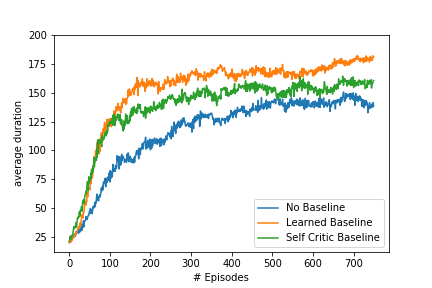 200
175
150
125
100
75
50
25
average duration
0 100 200 300 400 500 600 700
# Episodes
No Baseline
Learned Baseline
Self Critic Baseline